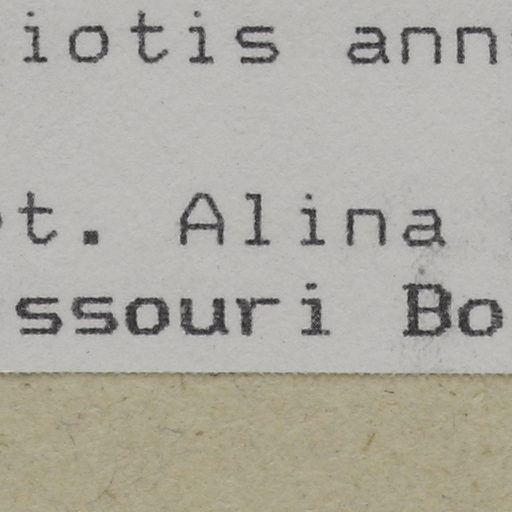 iotis ann
t. Alina
ssouri Bo